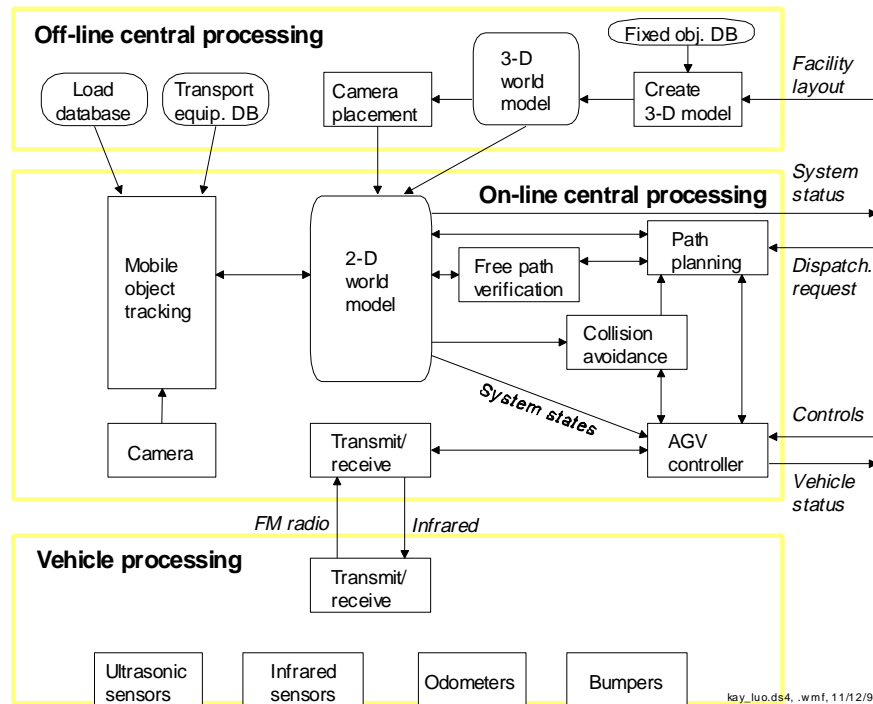 Off-line central processing
Fixed obj. DB
Load
database
Transport
equip. DB
Camera
placement
3-D
world
model
Create
3-D model
Facility
layout
On-line central processing
System
status
Mobile
object
tracking
2-D
world
model
Free path
verification
Path
planning
Dispatch.
request
Collision
avoidance
System states
Camera
Transmit/
receive
AGV
controller
Controls
Vehicle
status
FM radio
Infrared
Vehicle processing
Transmit/
receive
Ultrasonic
sensors
Infrared
sensors
Odometers
Bumpers
kay_luo.ds4, .wmf, 11/12/9